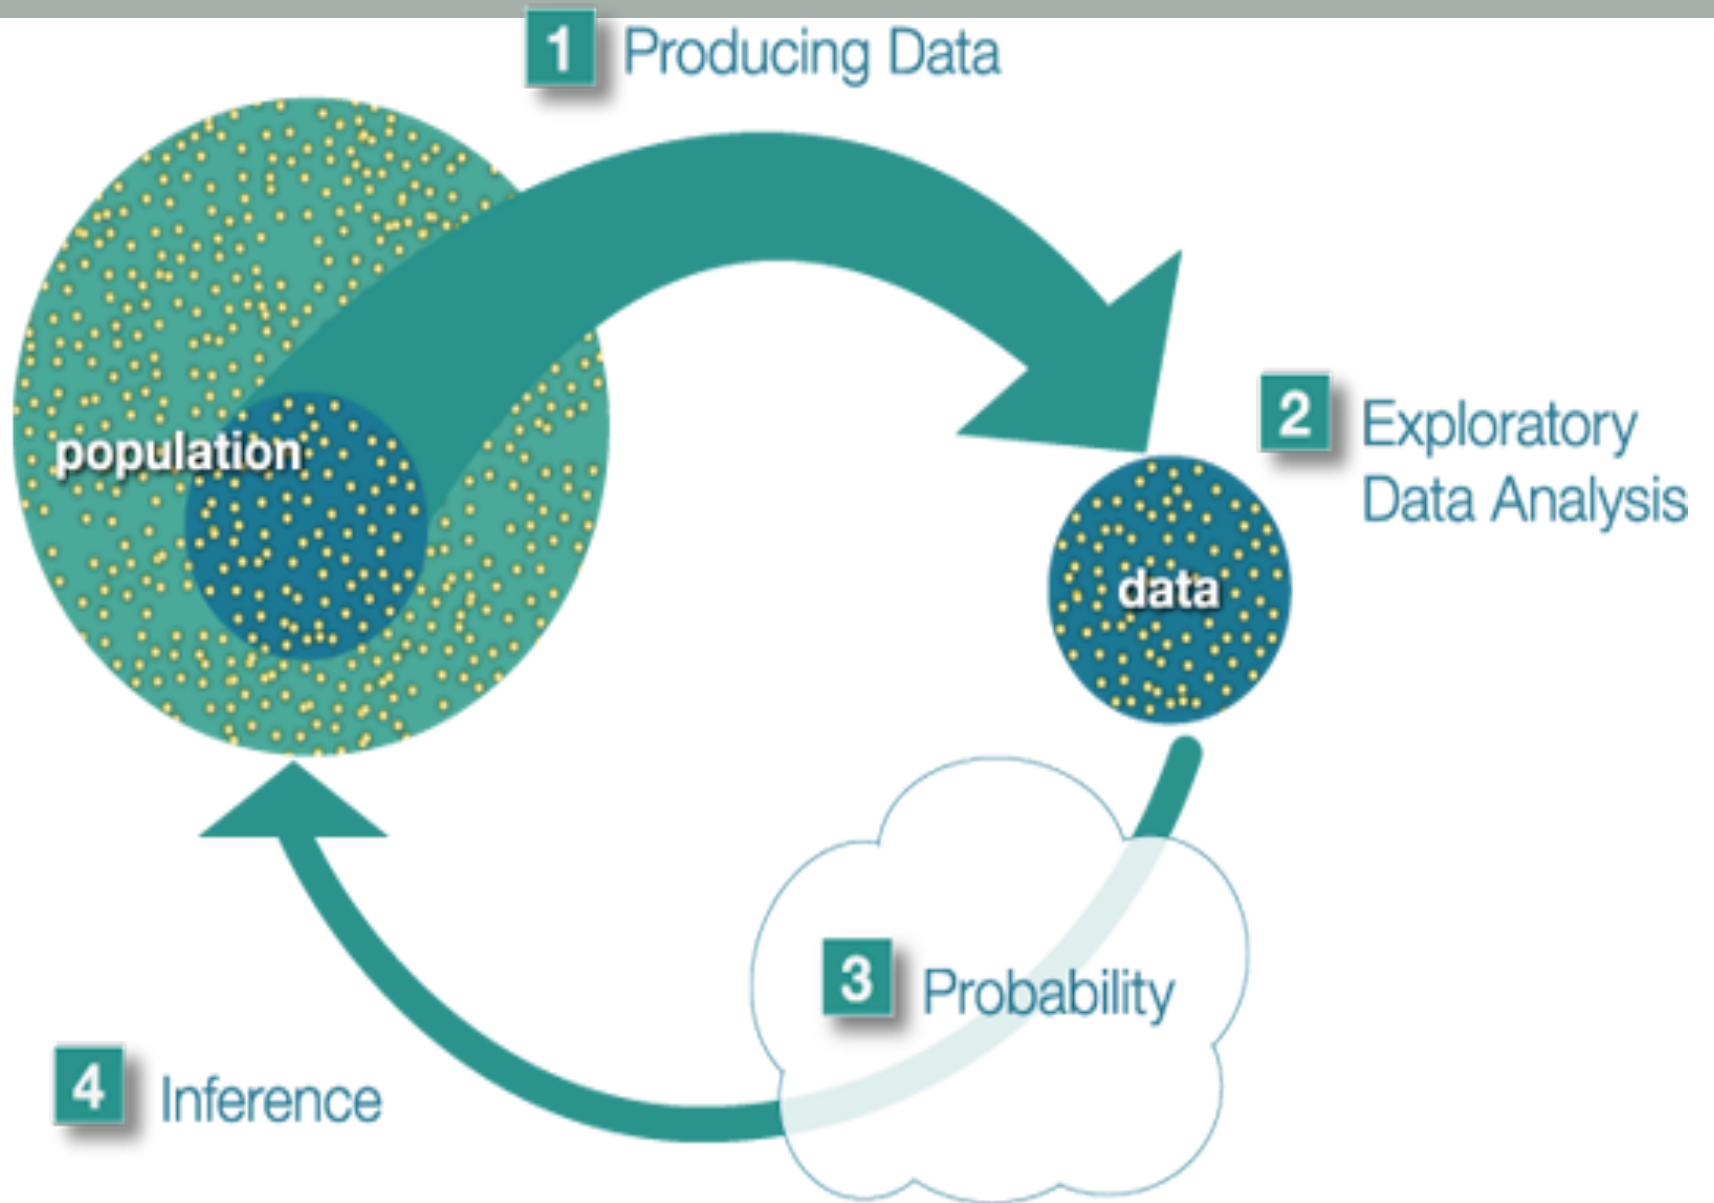 1 Producing Data
population
2 Exploratory
Data Analysis
data
3 Probability
4 Inference